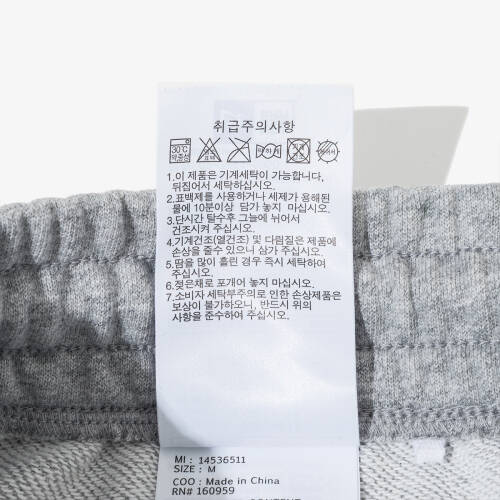 취급주의사항
30℃
약중성
1.이 제품은 기계세탁이 가능합니다.
뒤집어서 세탁하십시오.
2.표백제를 사용하거나 세제가 용해된
물에 10분이상 담가 놓지 마십시오.
3.단시간 탈수후 그늘에 뉘어서
건조시켜 주십시오.
4.기계건조(열건조) 및 다림질은 제품에
손상을 줄수 있으니 삼가 주십시오.
5.땀을 많이 흘린 경우 즉시 세탁하여
주십시오.
6.젖은채로 포개어 놓지 마십시오.
7.소비자 세탁부주의로 인한 손상제품은
보상이 불가하오니, 반드시 위의
사항을 준수하여 주십시오.
MI : 14536511
SIZE : M
COO : Made in China
RN# 160959